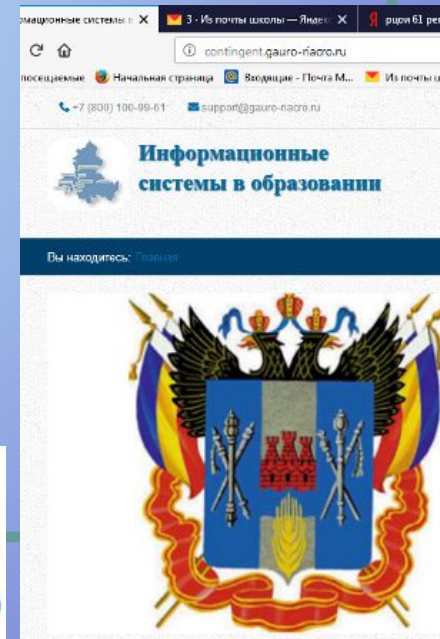 мационные системы в X
3 · Из почты школы — Яндекс X
рцои 61 рег
contingent.gauro-riacro.ru
посещаемые
Начальная страница
Входящие - Почта М...
Из почты ш
+7 (800) 100-99-61
support@gauro-riacro.ru
Информационные
системы в образовании
Вы находитесь: Главная